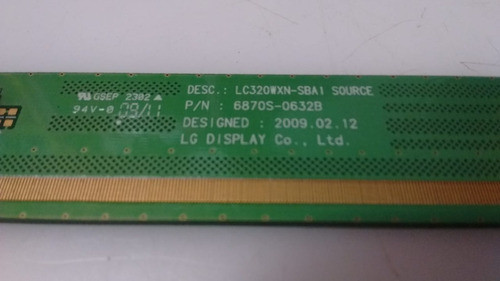 DESC.: LC320WXN-SBA1 SOURCE
P/N : 6870S-0632B
DESIGNED : 2009.02.12
LG DISPLAY Co., Ltd.
GSEP 2302 ▲
94V-0 09/11